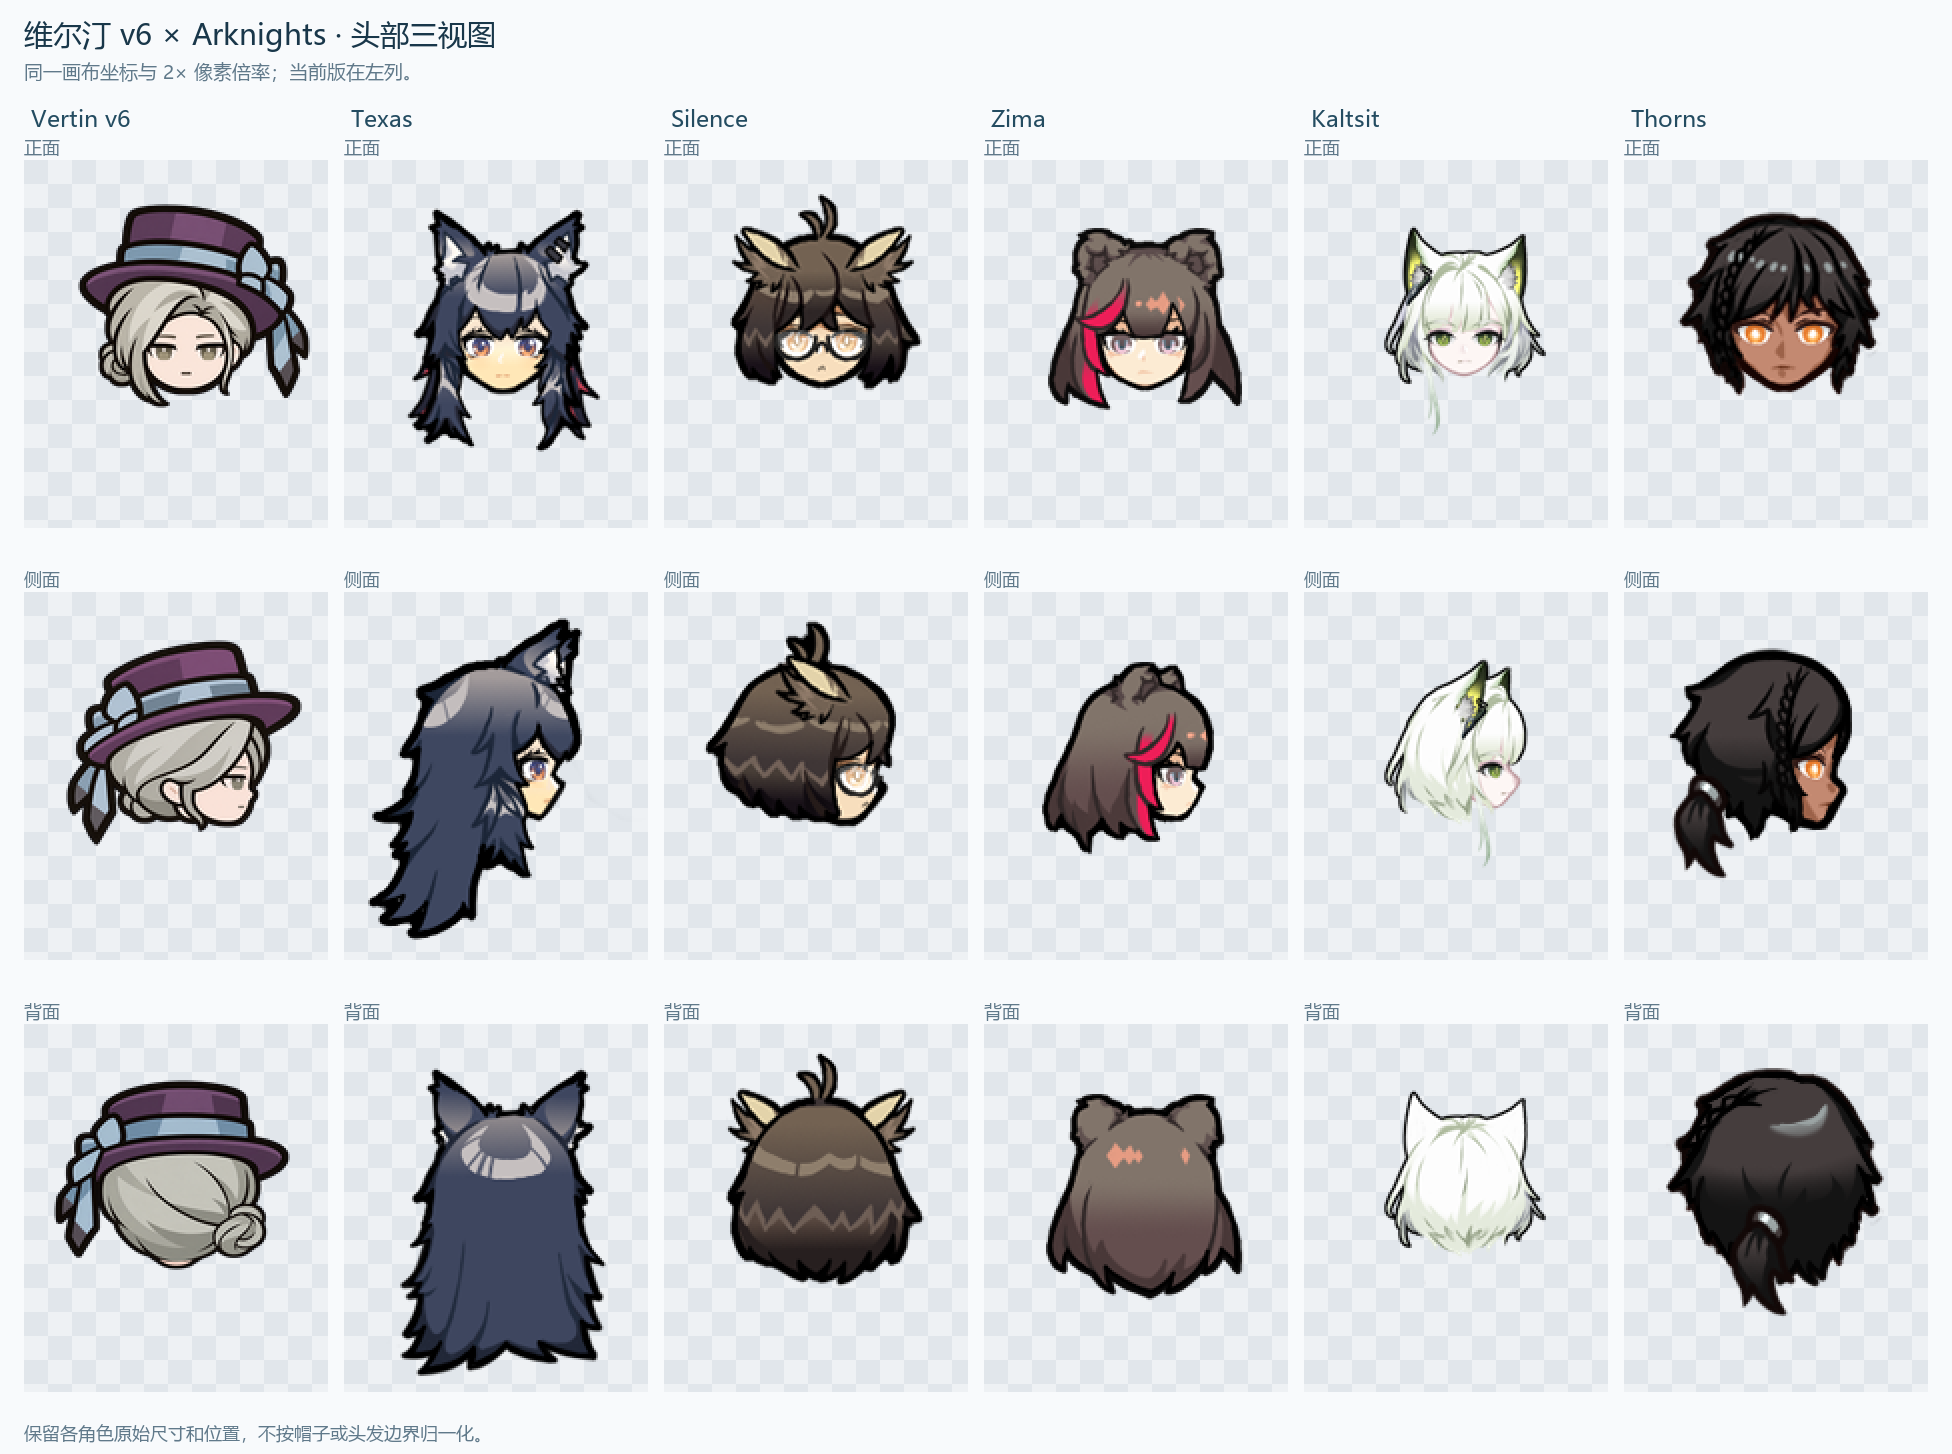 维尔汀 v6 × Arknights · 头部三视图
同一画布坐标与 2× 像素倍率；当前版在左列。
Vertin v6 Texas Silence Zima Kaltsit Thorns
正面 正面 正面 正面 正面 正面
侧面 侧面 侧面 侧面 侧面 侧面
背面 背面 背面 背面 背面 背面
保留各角色原始尺寸和位置，不按帽子或头发边界归一化。